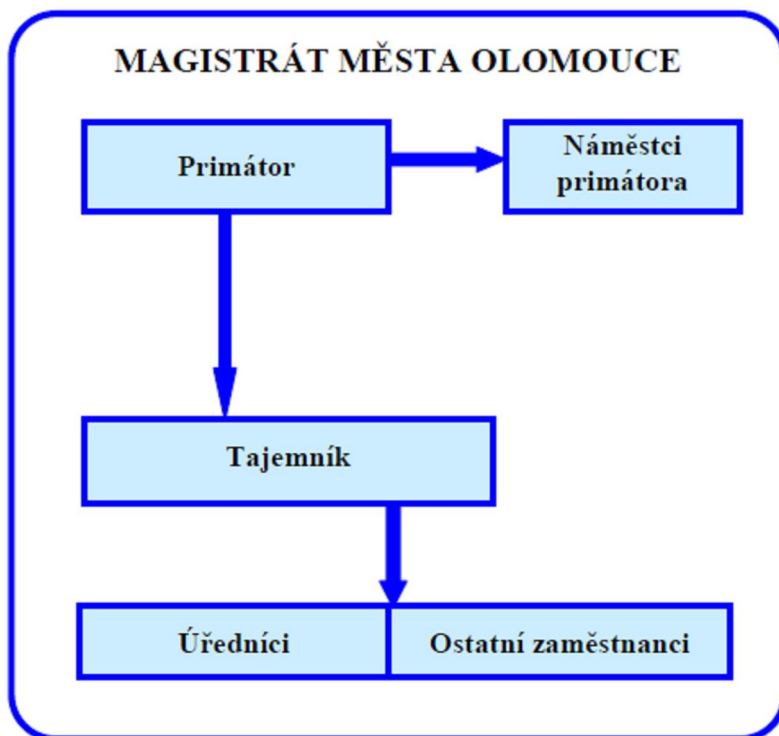 MAGISTRÁT MĚSTA OLOMOUCE
Primátor
Náměstci
primátora
Tajemník
Úředníci
Ostatní zaměstnanci